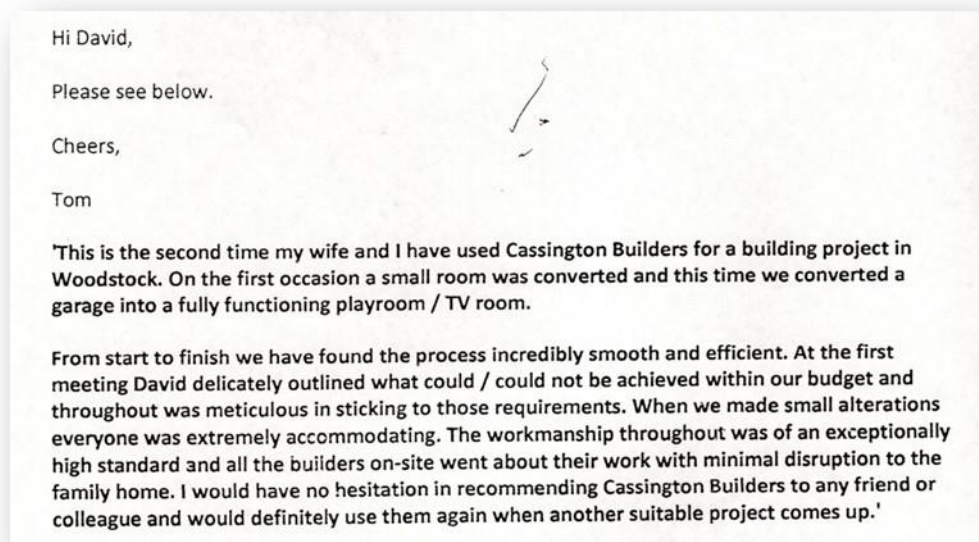 Hi David,
Please see below.
Cheers,
Tom
'This is the second time my wife and I have used Cassington Builders for a building project in
Woodstock. On the first occasion a small room was converted and this time we converted a
garage into a fully functioning playroom / TV room.
From start to finish we have found the process incredibly smooth and efficient. At the first
meeting David delicately outlined what could / could not be achieved within our budget and
throughout was meticulous in sticking to those requirements. When we made small alterations
everyone was extremely accommodating. The workmanship throughout was of an exceptionally
high standard and all the builders on-site went about their work with minimal disruption to the
family home. I would have no hesitation in recommending Cassington Builders to any friend or
colleague and would definitely use them again when another suitable project comes up.'